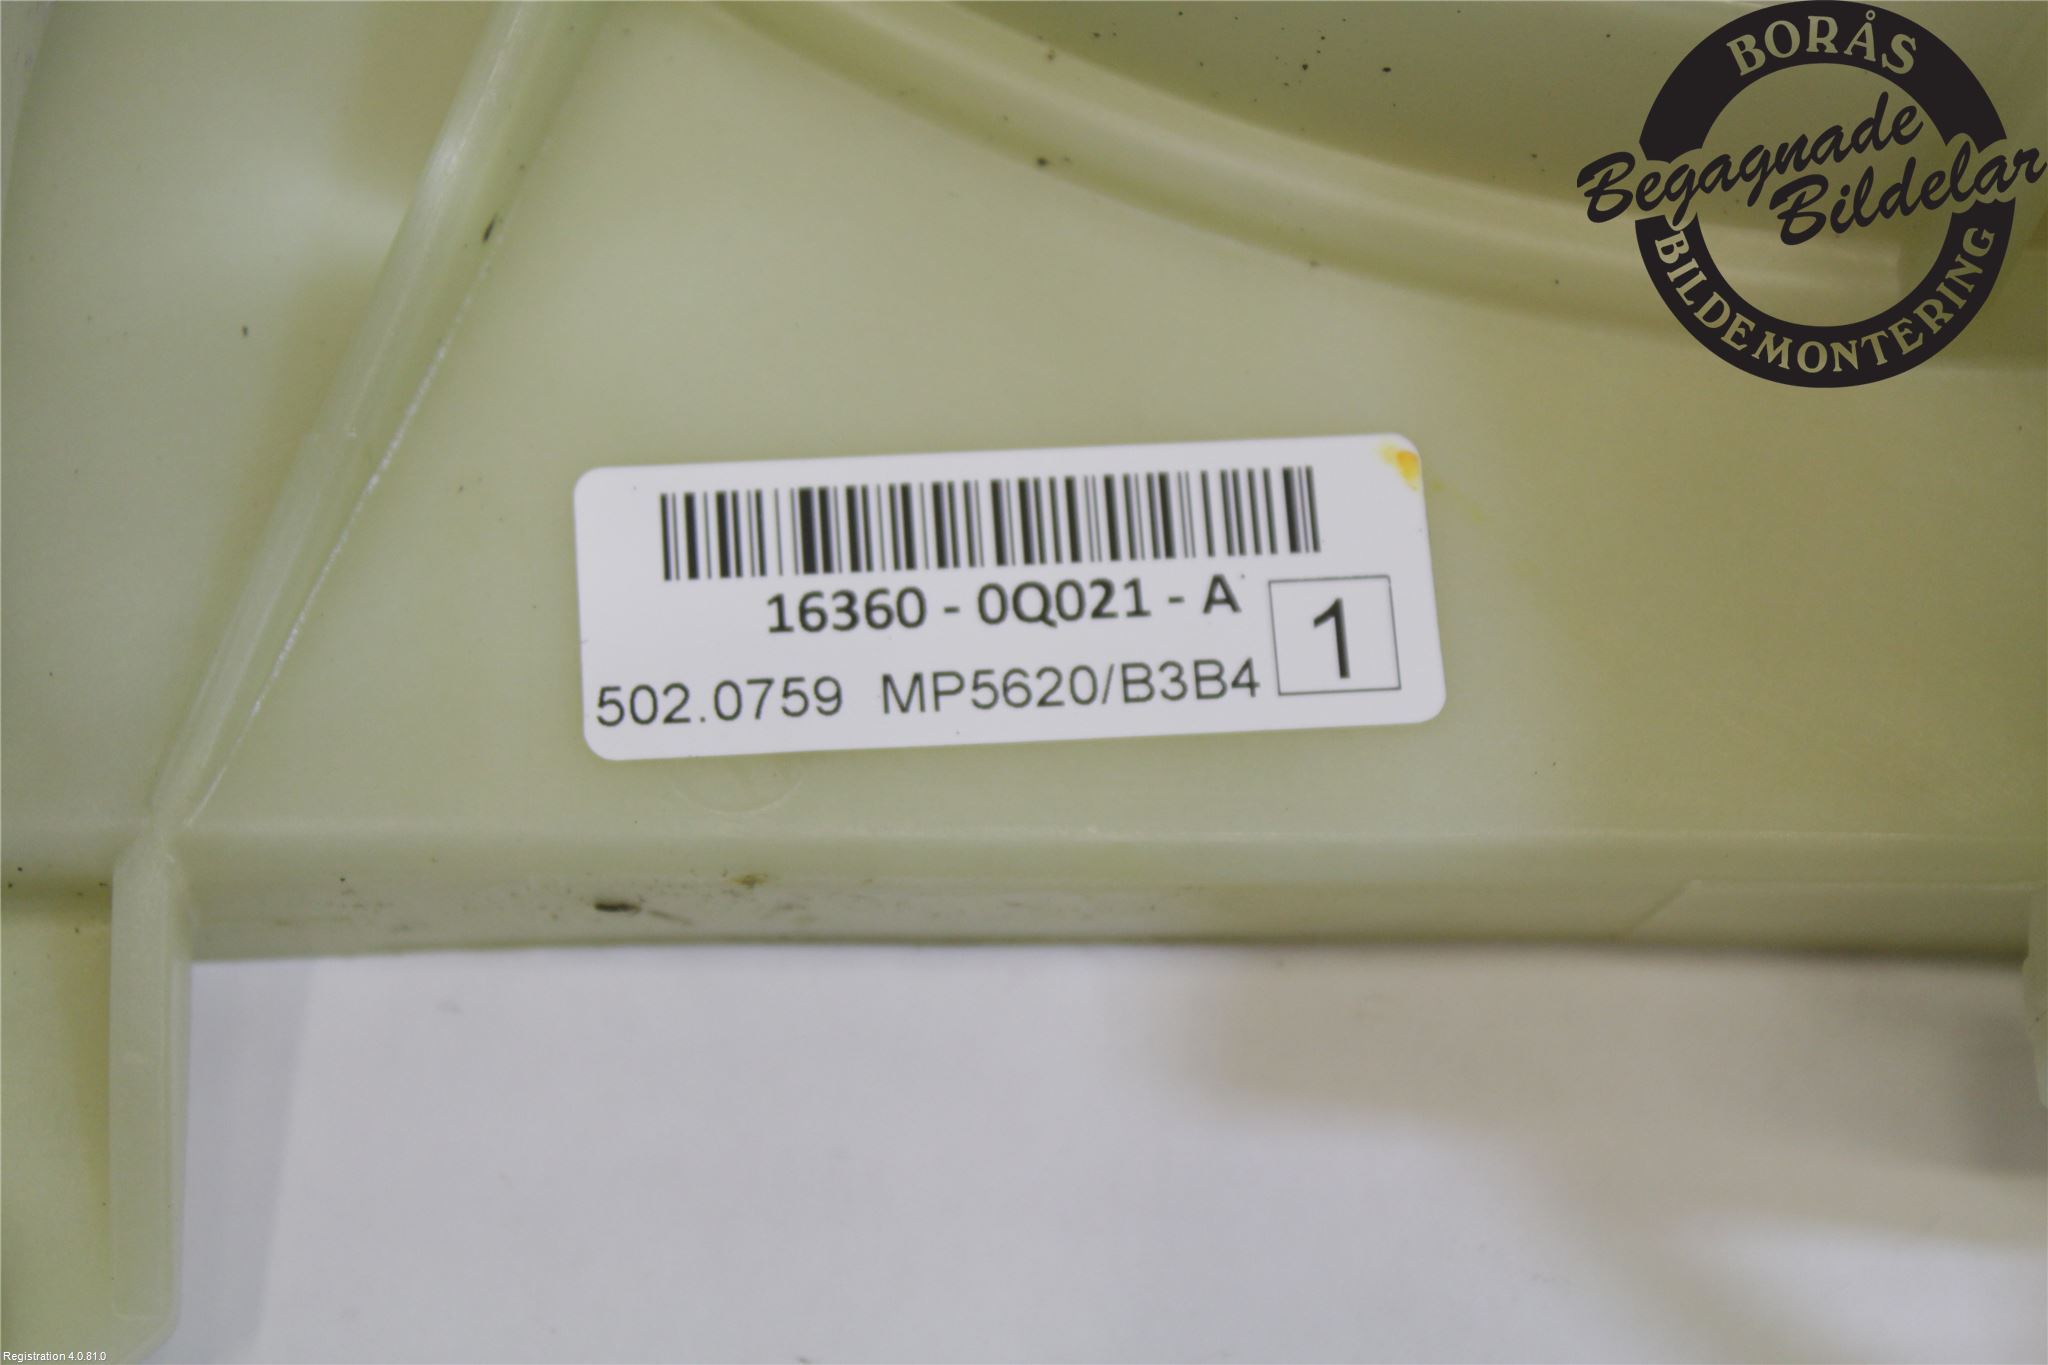 BORÅS
Begagnade
Bildelar
BILDEMONTERING
16360 - 0Q021 - A
1
502.0759 MP5620/B3B4
Registration 4.0.81.0